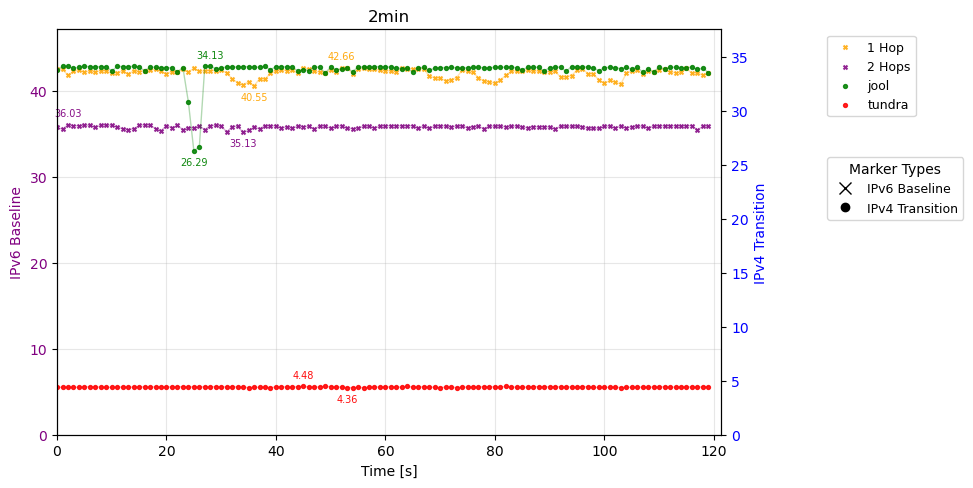 2min
1 Hop
2 Hops
jool
tundra
Marker Types
IPv6 Baseline
IPv4 Transition
34.13
42.66
40.55
36.03
35.13
26.29
4.48
4.36
IPv6 Baseline
0
10
20
30
40
IPv4 Transition
0
5
10
15
20
25
30
35
0
20
40
60
80
100
120
Time [s]